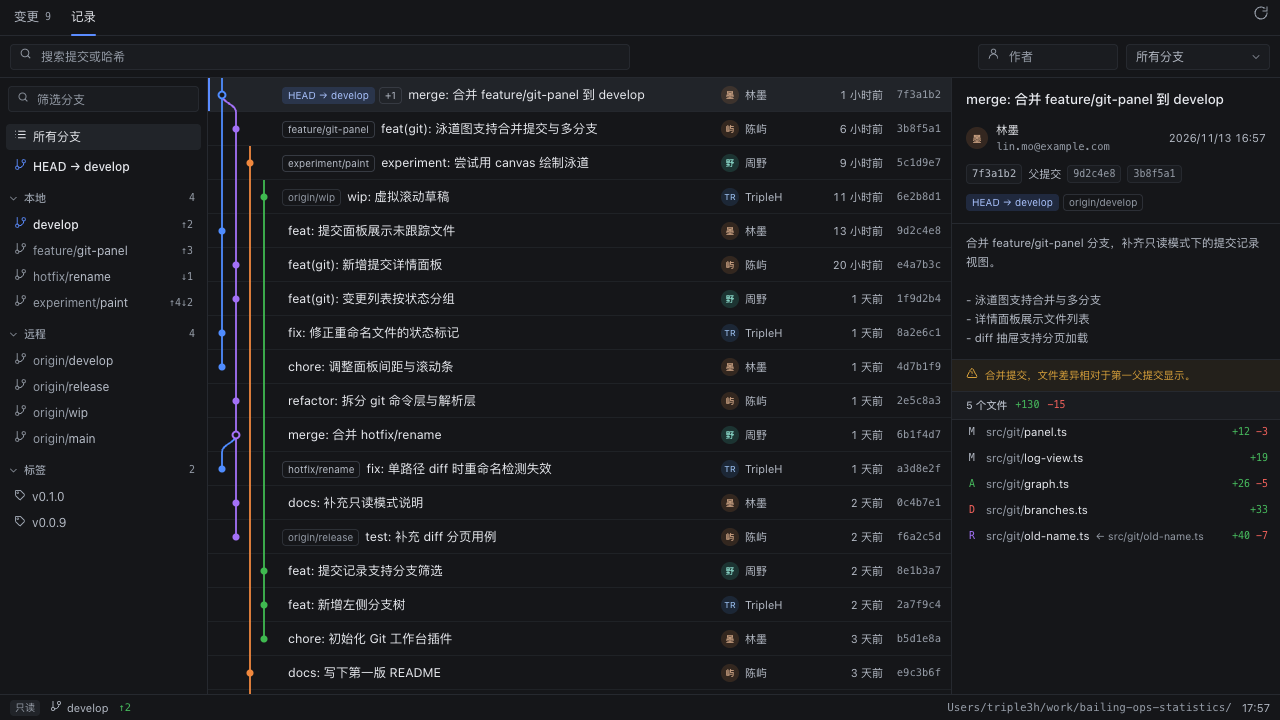 变更 9 记录
搜索提交或哈希
作者
所有分支
筛选分支
所有分支
HEAD → develop
本地 4
develop ↑2
feature/git-panel ↑3
hotfix/rename ↓1
experiment/paint ↑4↓2
远程 4
origin/develop
origin/release
origin/wip
origin/main
标签 2
v0.1.0
v0.0.9
HEAD → develop +1 merge: 合并 feature/git-panel 到 develop 墨 林墨 1 小时前 7f3a1b2
feature/git-panel feat(git): 泳道图支持合并提交与多分支 屿 陈屿 6 小时前 3b8f5a1
experiment/paint experiment: 尝试用 canvas 绘制泳道 野 周野 9 小时前 5c1d9e7
origin/wip wip: 虚拟滚动草稿 TR TripleH 11 小时前 6e2b8d1
feat: 提交面板展示未跟踪文件 墨 林墨 13 小时前 9d2c4e8
feat(git): 新增提交详情面板 屿 陈屿 20 小时前 e4a7b3c
feat(git): 变更列表按状态分组 野 周野 1 天前 1f9d2b4
fix: 修正重命名文件的状态标记 TR TripleH 1 天前 8a2e6c1
chore: 调整面板间距与滚动条 墨 林墨 1 天前 4d7b1f9
refactor: 拆分 git 命令层与解析层 屿 陈屿 1 天前 2e5c8a3
merge: 合并 hotfix/rename 野 周野 1 天前 6b1f4d7
hotfix/rename fix: 单路径 diff 时重命名检测失效 TR TripleH 1 天前 a3d8e2f
docs: 补充只读模式说明 墨 林墨 2 天前 0c4b7e1
origin/release test: 补充 diff 分页用例 屿 陈屿 2 天前 f6a2c5d
feat: 提交记录支持分支筛选 野 周野 2 天前 8e1b3a7
feat: 新增左侧分支树 TR TripleH 2 天前 2a7f9c4
chore: 初始化 Git 工作台插件 墨 林墨 3 天前 b5d1e8a
docs: 写下第一版 README 屿 陈屿 3 天前 e9c3b6f
merge: 合并 feature/git-panel 到 develop
墨 林墨 2026/11/13 16:57
lin.mo@example.com
7f3a1b2 父提交 9d2c4e8 3b8f5a1
HEAD → develop origin/develop
合并 feature/git-panel 分支，补齐只读模式下的提交记录
视图。
- 泳道图支持合并与多分支
- 详情面板展示文件列表
- diff 抽屉支持分页加载
合并提交，文件差异相对于第一父提交显示。
5 个文件 +130 −15
M src/git/panel.ts +12 −3
M src/git/log-view.ts +19
A src/git/graph.ts +26 −5
D src/git/branches.ts +33
R src/git/old-name.ts ← src/git/old-name.ts +40 −7
只读 develop ↑2
Users/triple3h/work/bailing-ops-statistics/ 17:57